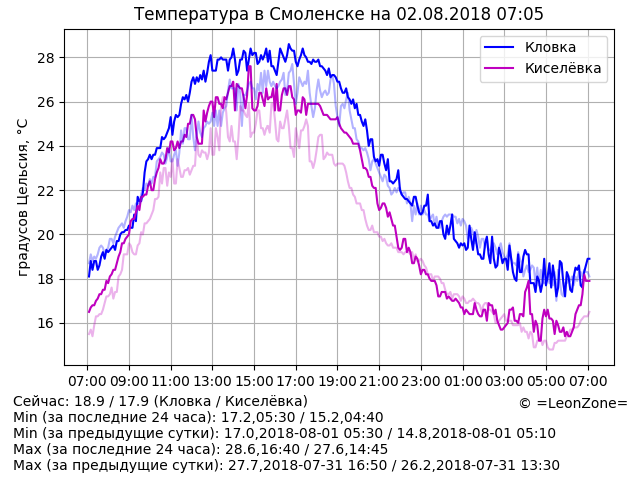 Температура в Смоленске на 02.08.2018 07:05
Кловка
Киселёвка
градусов Цельсия, °C
28
26
24
22
20
18
16
07:00 09:00 11:00 13:00 15:00 17:00 19:00 21:00 23:00 01:00 03:00 05:00 07:00
Сейчас: 18.9 / 17.9 (Кловка / Киселёвка)
© =LeonZone=
Min (за последние 24 часа): 17.2,05:30 / 15.2,04:40
Min (за предыдущие сутки): 17.0,2018-08-01 05:30 / 14.8,2018-08-01 05:10
Max (за последние 24 часа): 28.6,16:40 / 27.6,14:45
Max (за предыдущие сутки): 27.7,2018-07-31 16:50 / 26.2,2018-07-31 13:30